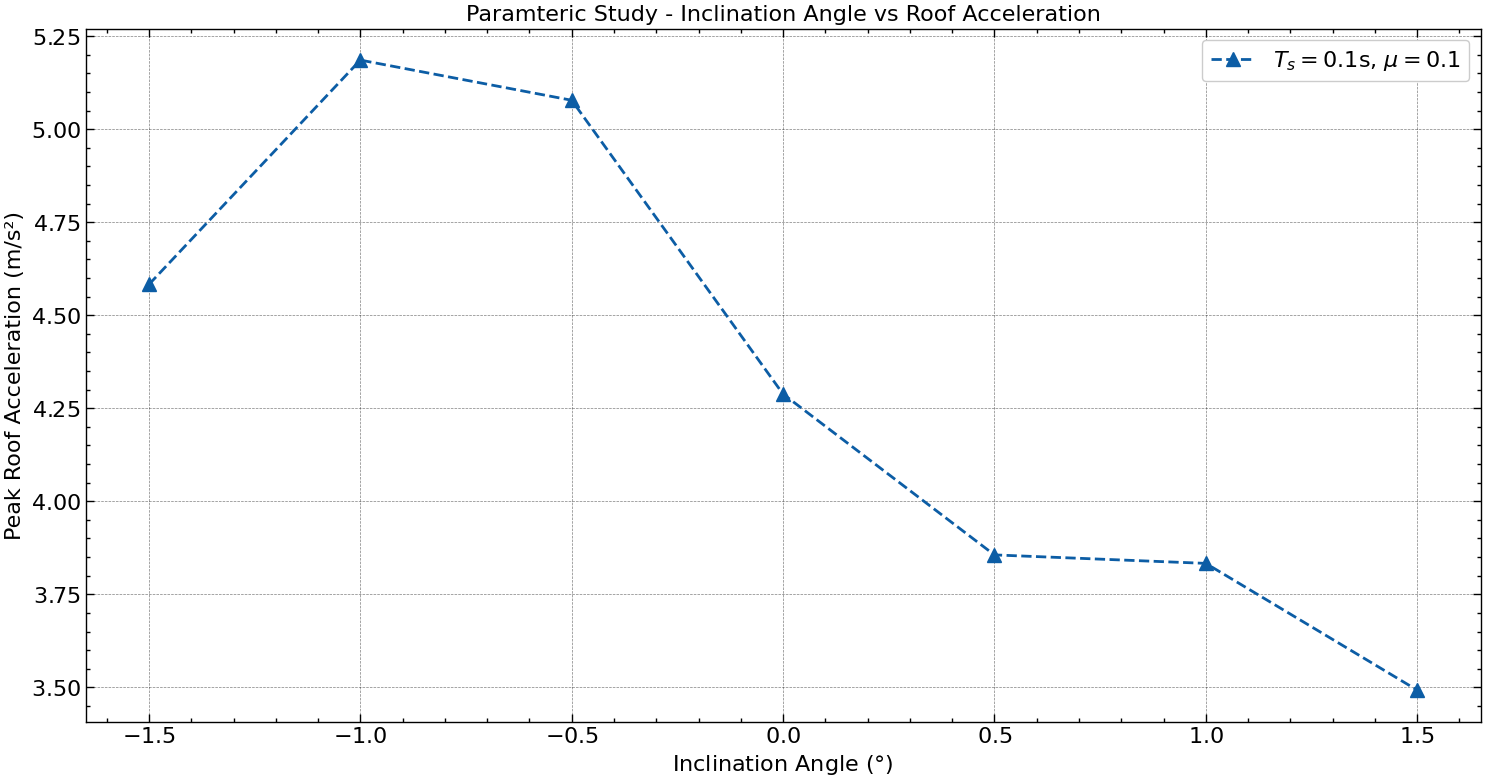 Paramteric Study - Inclination Angle vs Roof Acceleration
5.25
5.00
4.75
4.50
4.25
4.00
3.75
3.50
Peak Roof Acceleration (m/s²)
Tₛ = 0.1s, μ = 0.1
−1.5 −1.0 −0.5 0.0 0.5 1.0 1.5
Inclination Angle (°)